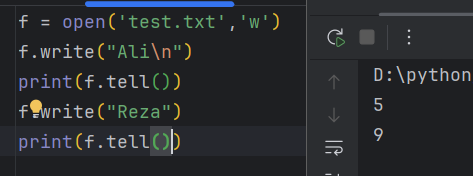 f = open('test.txt','w')
f.write("Ali\n")
print(f.tell())
f.write("Reza")
print(f.tell())
D:\python
5
9